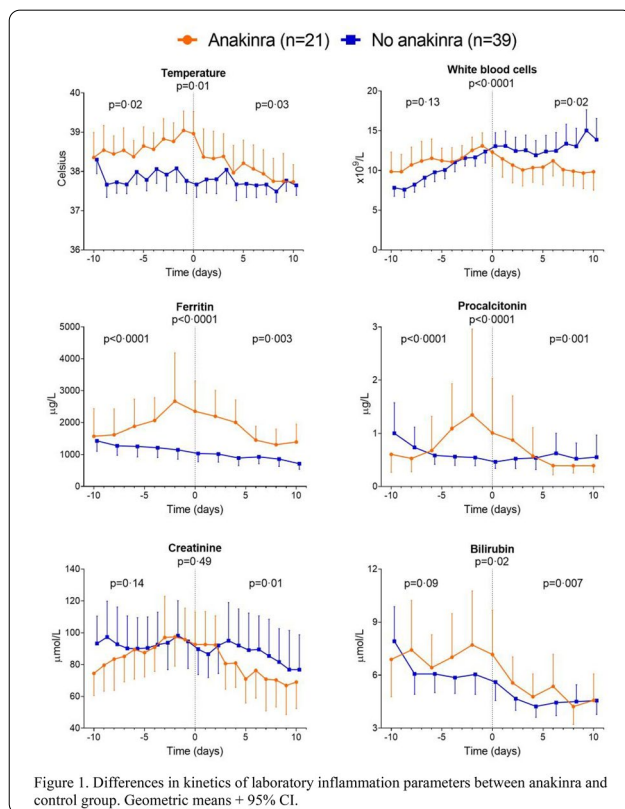 Anakinra (n=21) No anakinra (n=39)
Temperature
p=0·01
p=0·02 p=0·03
40
39
38
37
36
Celsius
-10 -5 0 5 10
Time (days)
White blood cells
p<0·0001
p=0·13 p=0·02
20
15
10
5
0
x10⁹/L
-10 -5 0 5 10
Time (days)
Ferritin
p<0·0001
p<0·0001 p=0·003
5000
4000
3000
2000
1000
0
µg/L
-10 -5 0 5 10
Time (days)
Procalcitonin
p<0·0001
p<0·0001 p=0·001
3
2
1
0
µg/L
-10 -5 0 5 10
Time (days)
Creatinine
p=0·49
p=0·14 p=0·01
140
120
100
80
60
40
µmol/L
-10 -5 0 5 10
Time (days)
Bilirubin
p=0·02
p=0·09 p=0·007
12
9
6
3
µmol/L
-10 -5 0 5 10
Time (days)
Figure 1. Differences in kinetics of laboratory inflammation parameters between anakinra and
control group. Geometric means + 95% CI.